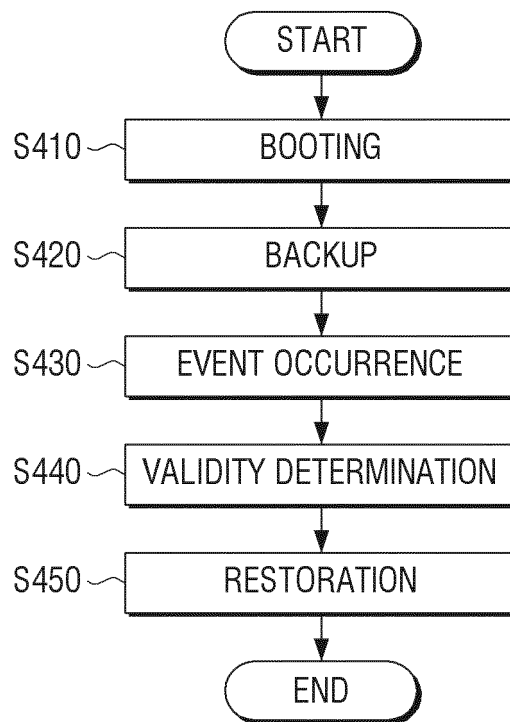 START
S410 BOOTING
S420 BACKUP
S430 EVENT OCCURRENCE
S440 VALIDITY DETERMINATION
S450 RESTORATION
END